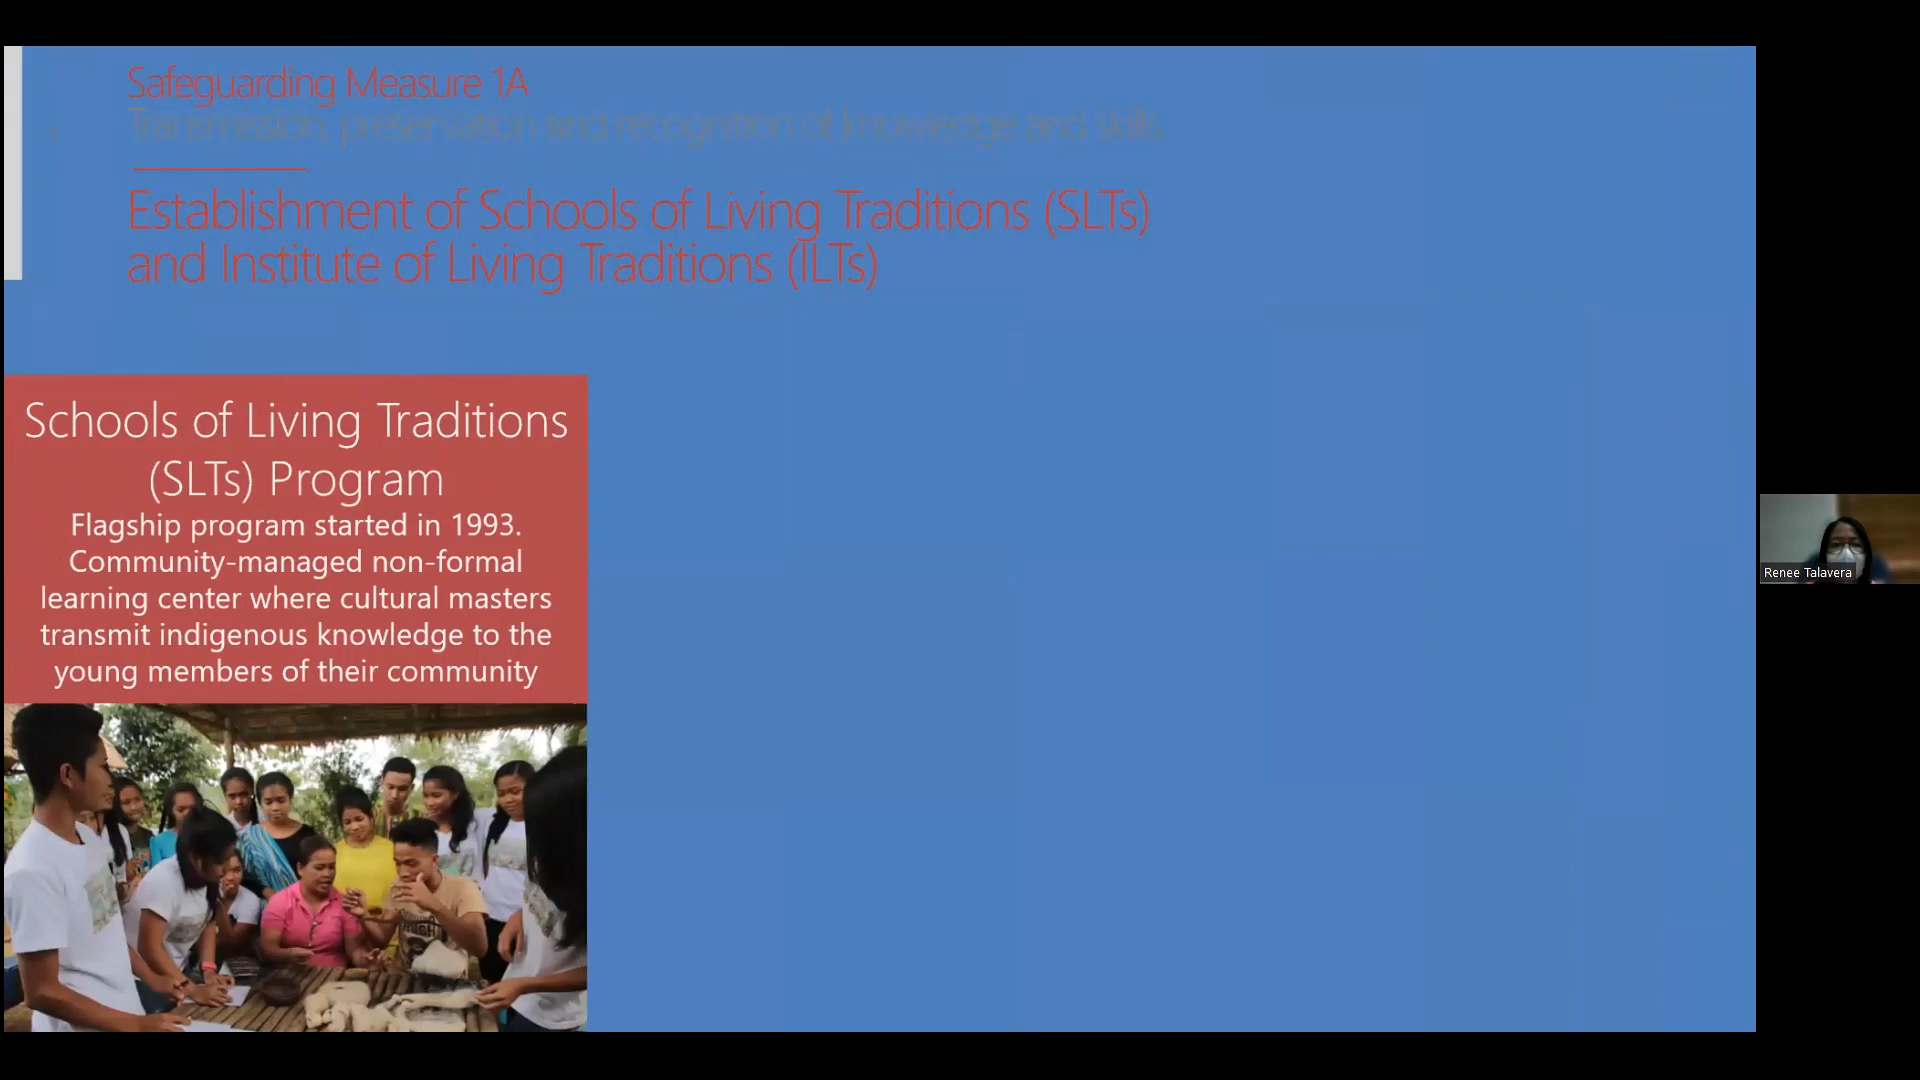 Safeguarding Measure 1A
Transmission, preservation and recognition of knowledge and skills
Establishment of Schools of Living Traditions (SLTs)
and Institute of Living Traditions (ILTs)
Schools of Living Traditions
(SLTs) Program
Flagship program started in 1993.
Community-managed non-formal
learning center where cultural masters
transmit indigenous knowledge to the
young members of their community
Renee Talavera